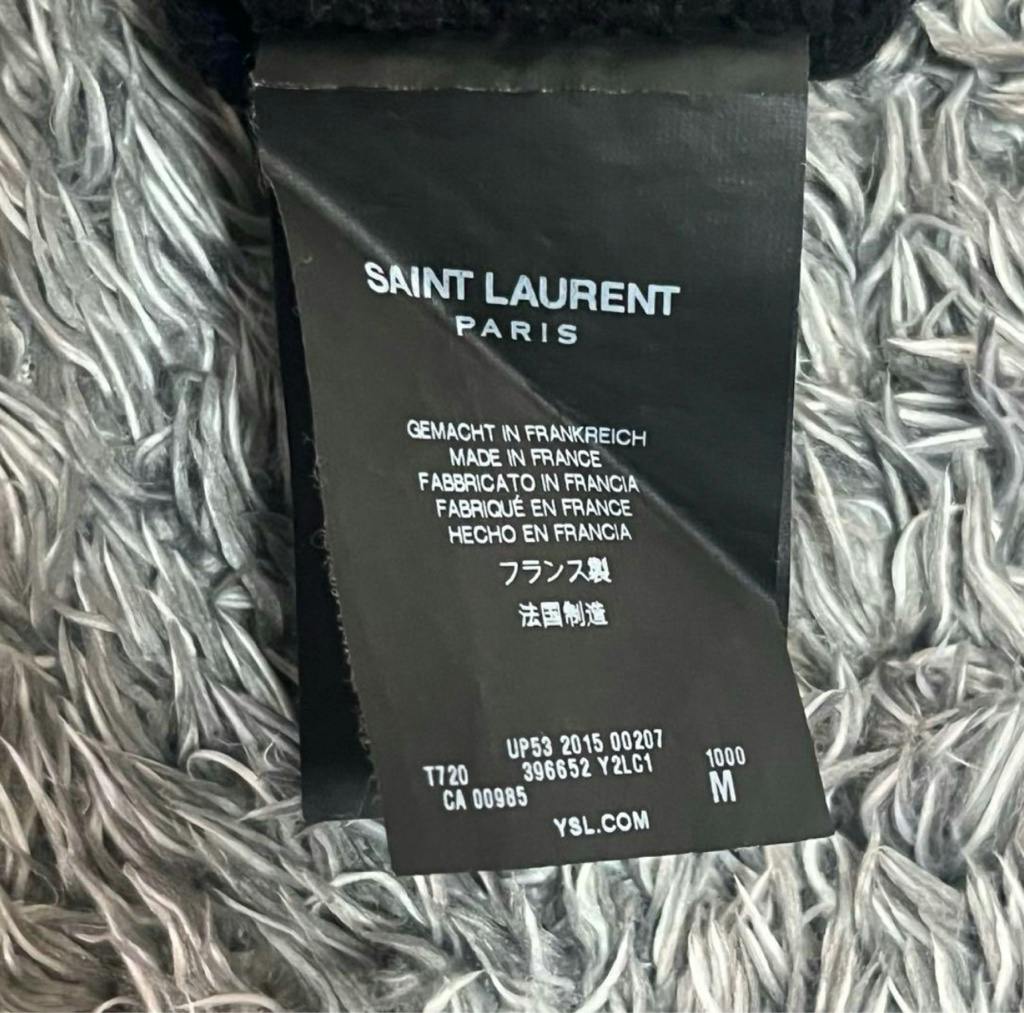 SAINT LAURENT
PARIS
GEMACHT IN FRANKREICH
MADE IN FRANCE
FABBRICATO IN FRANCIA
FABRIQUÉ EN FRANCE
HECHO EN FRANCIA
フランス製
法国制造
UP53 2015 00207
T720 396652 Y2LC1 1000
CA 00985 M
YSL.COM